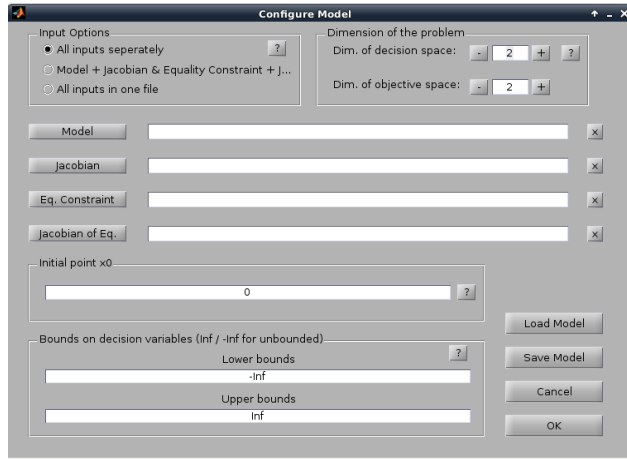 Configure Model
Input Options
All inputs seperately
?
Model + Jacobian & Equality Constraint + J...
All inputs in one file
Dimension of the problem
Dim. of decision space:
- 2 + ?
Dim. of objective space:
- 2 +
Model
x
Jacobian
x
Eq. Constraint
x
Jacobian of Eq.
x
Initial point x0
0
?
Bounds on decision variables (Inf / -Inf for unbounded)
?
Lower bounds
-Inf
Upper bounds
Inf
Load Model
Save Model
Cancel
OK